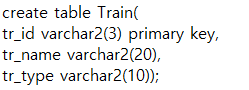 create table Train(
tr_id varchar2(3) primary key,
tr_name varchar2(20),
tr_type varchar2(10));